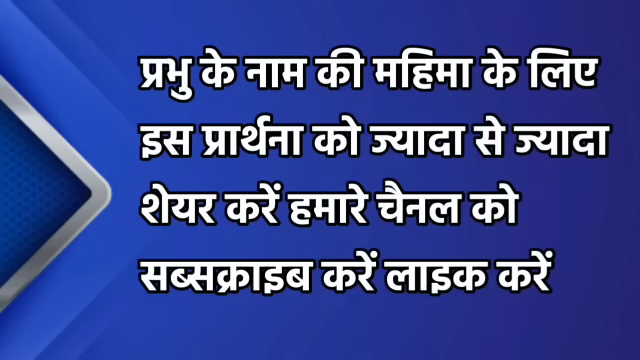 प्रभु के नाम की महिमा के लिए
इस प्रार्थना को ज्यादा से ज्यादा
शेयर करें हमारे चैनल को
सब्सक्राइब करें लाइक करें